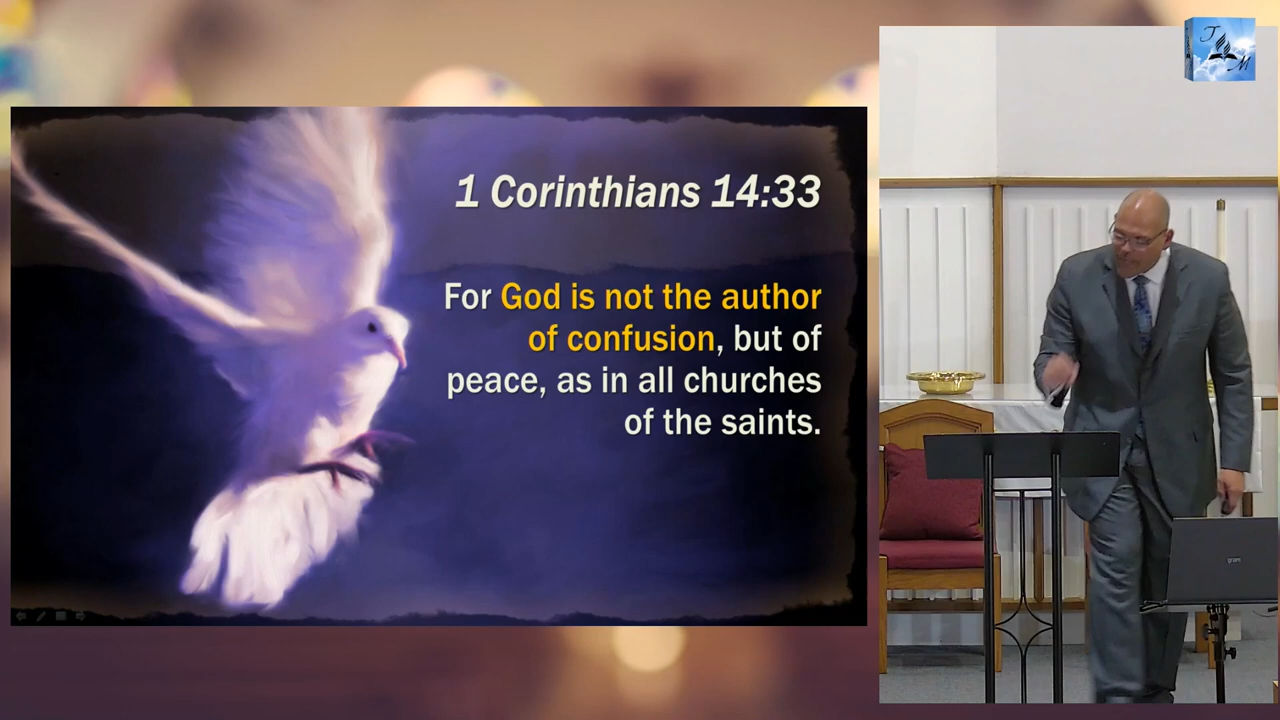 1 Corinthians 14:33
For God is not the author
of confusion, but of
peace, as in all churches
of the saints.
J
M
gram